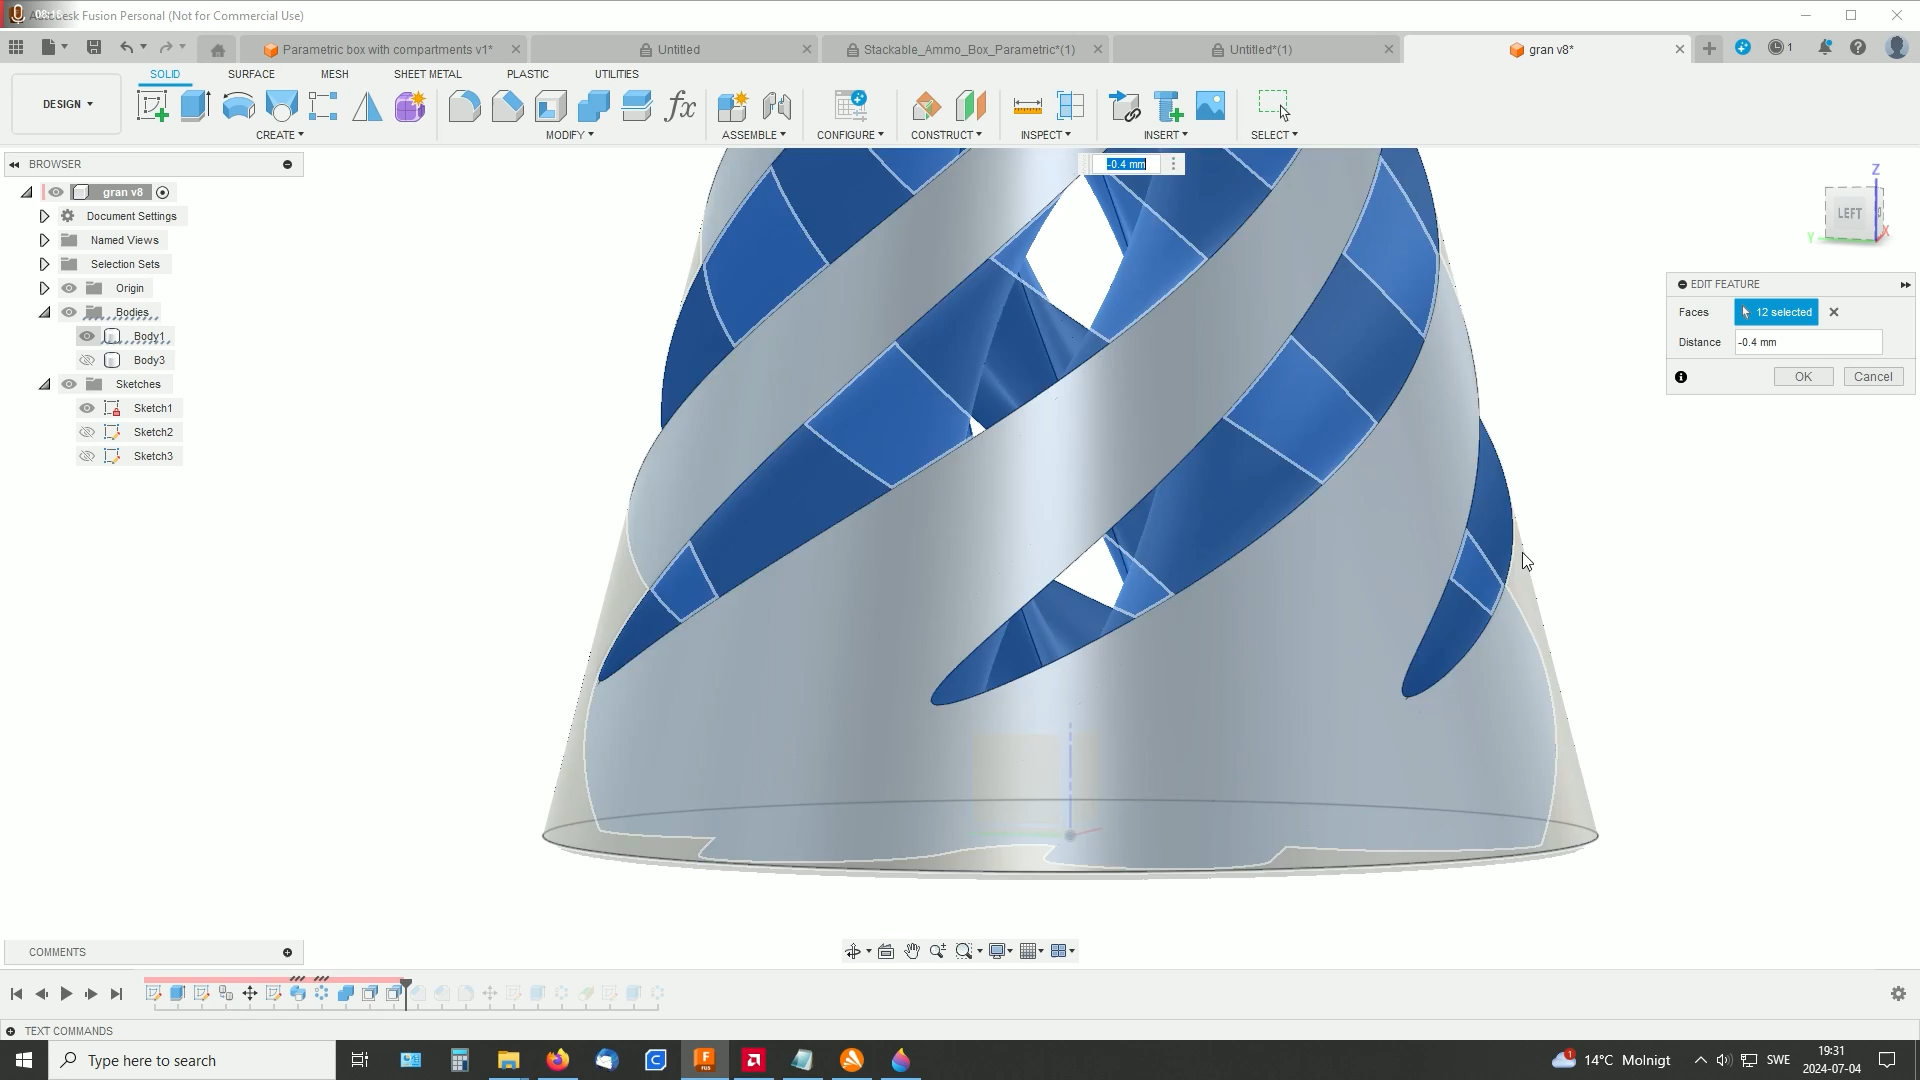 Autodesk Fusion Personal (Not for Commercial Use)
Parametric box with compartments v1*
Untitled
Stackable_Ammo_Box_Parametric*(1)
Untitled*(1)
gran v8*
1
DESIGN
SOLID
SURFACE
MESH
SHEET METAL
PLASTIC
UTILITIES
CREATE
MODIFY
ASSEMBLE
CONFIGURE
CONSTRUCT
INSPECT
INSERT
SELECT
BROWSER
gran v8
Document Settings
Named Views
Selection Sets
Origin
Bodies
Body1
Body3
Sketches
Sketch1
Sketch2
Sketch3
-0.4 mm
Z
LEFT
Y
X
EDIT FEATURE
Faces
12 selected
Distance
-0.4 mm
OK
Cancel
COMMENTS
TEXT COMMANDS
Type here to search
14°C Molnigt
SWE
19:31
2024-07-04